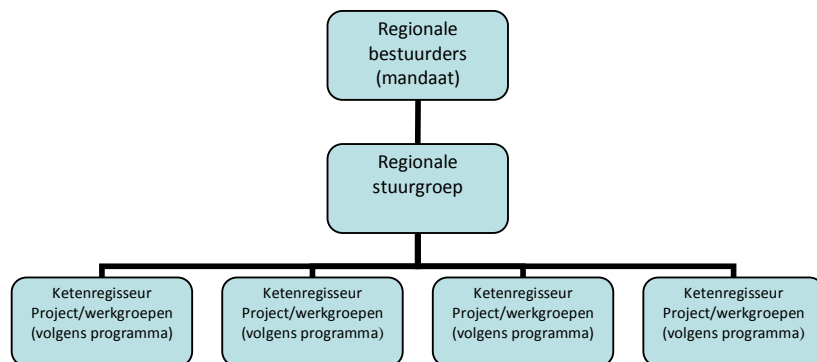 Regionale
bestuurders
(mandaat)
Regionale
stuurgroep
Ketenregisseur
Project/werkgroepen
(volgens programma)
Ketenregisseur
Project/werkgroepen
(volgens programma)
Ketenregisseur
Project/werkgroepen
(volgens programma)
Ketenregisseur
Project/werkgroepen
(volgens programma)